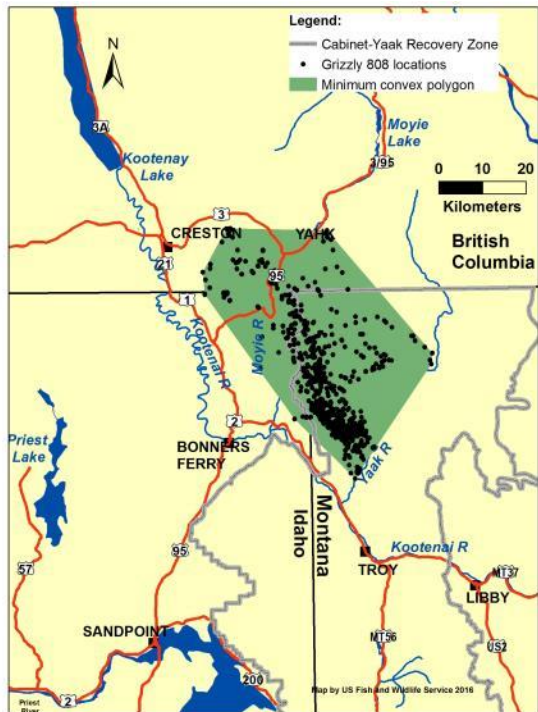 Legend:
Cabinet-Yaak Recovery Zone
Grizzly 808 locations
Minimum convex polygon
N
3A
Moyie
Lake
Kootenay
Lake
3/95
0 10 20
Kilometers
3
CRESTON
YAHK
British
Columbia
21
95
1
Kootenai R
Moyie R
2
Priest
Lake
BONNERS
FERRY
Yaak R
Montana
Idaho
95
Kootenai R
57
TROY
MT37
LIBBY
SANDPOINT
MT56
US2
200
Map by US Fish and Wildlife Service 2016
2
Priest
River